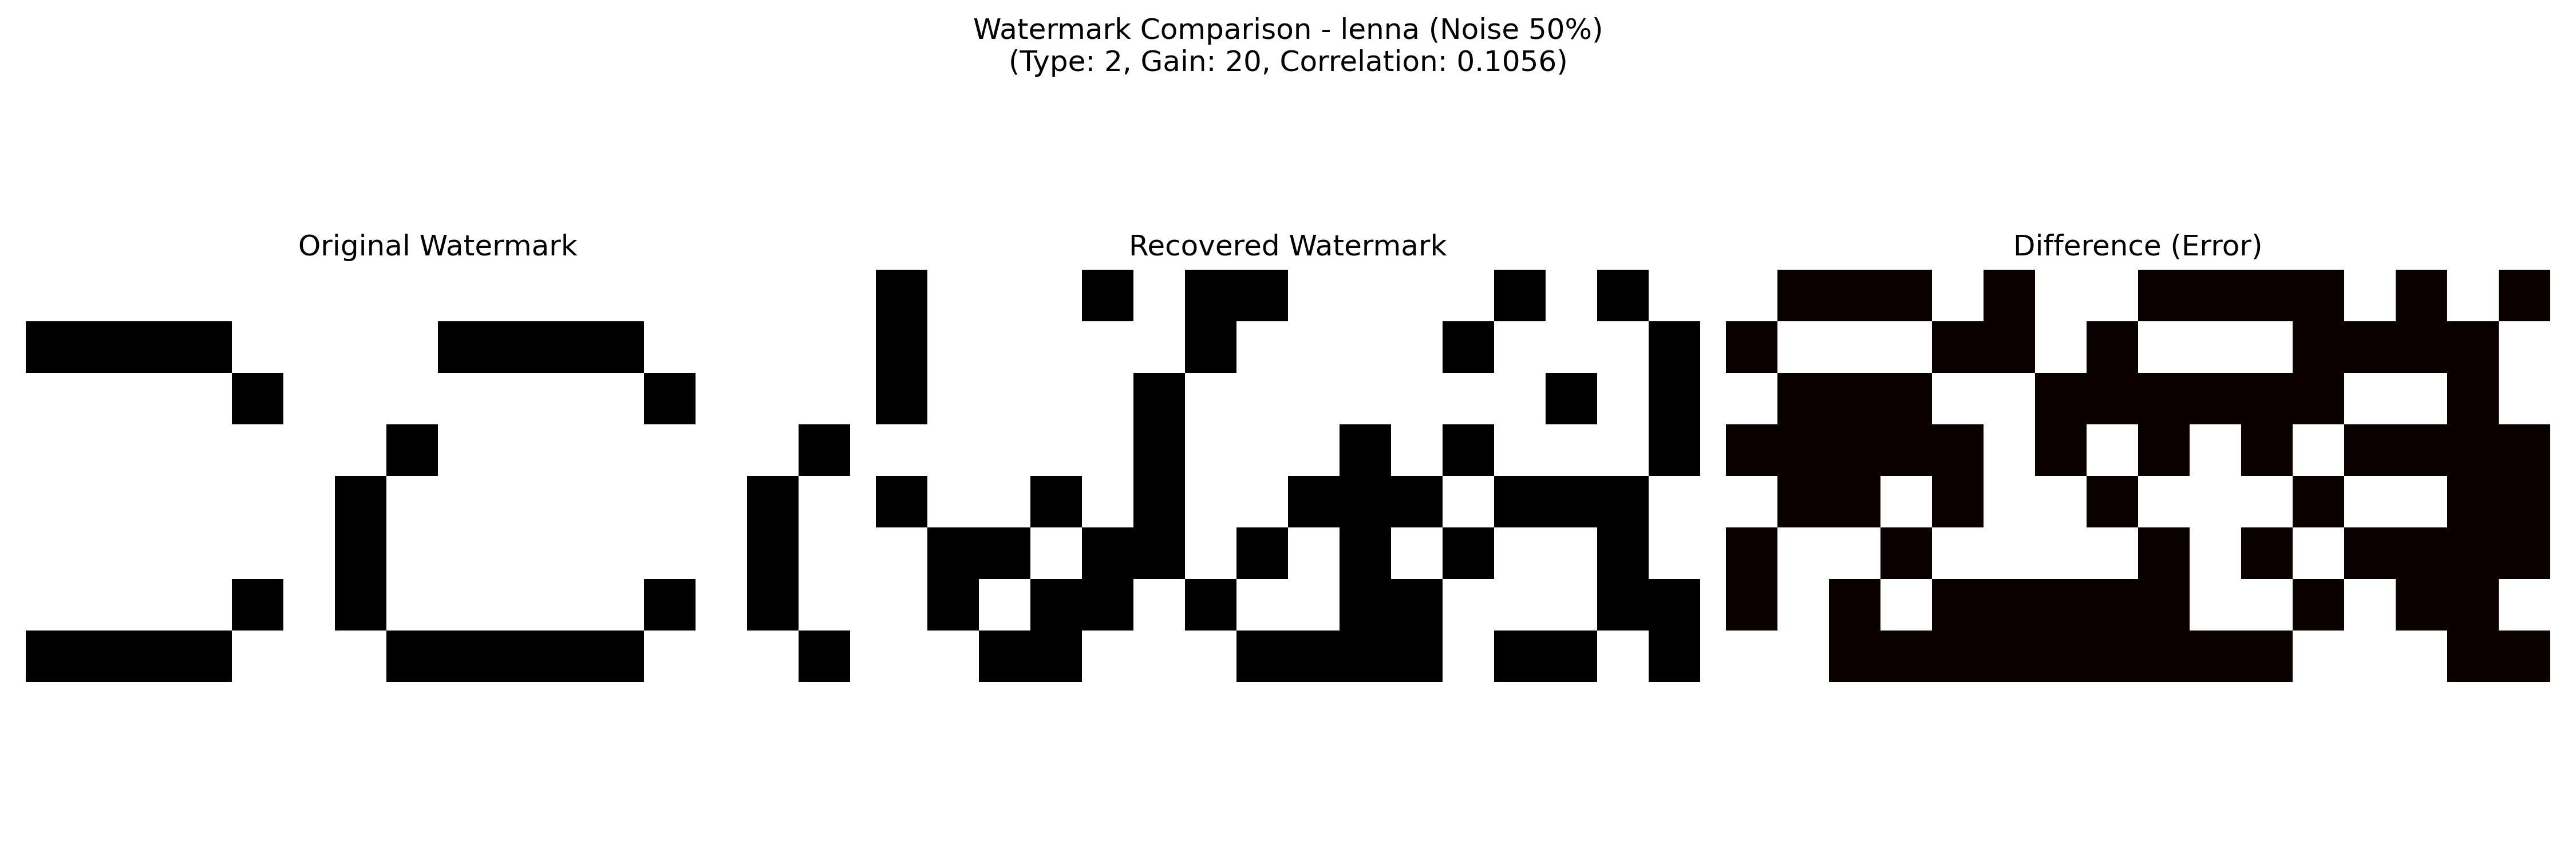 Watermark Comparison - lenna (Noise 50%)
(Type: 2, Gain: 20, Correlation: 0.1056)
Original Watermark
Recovered Watermark
Difference (Error)